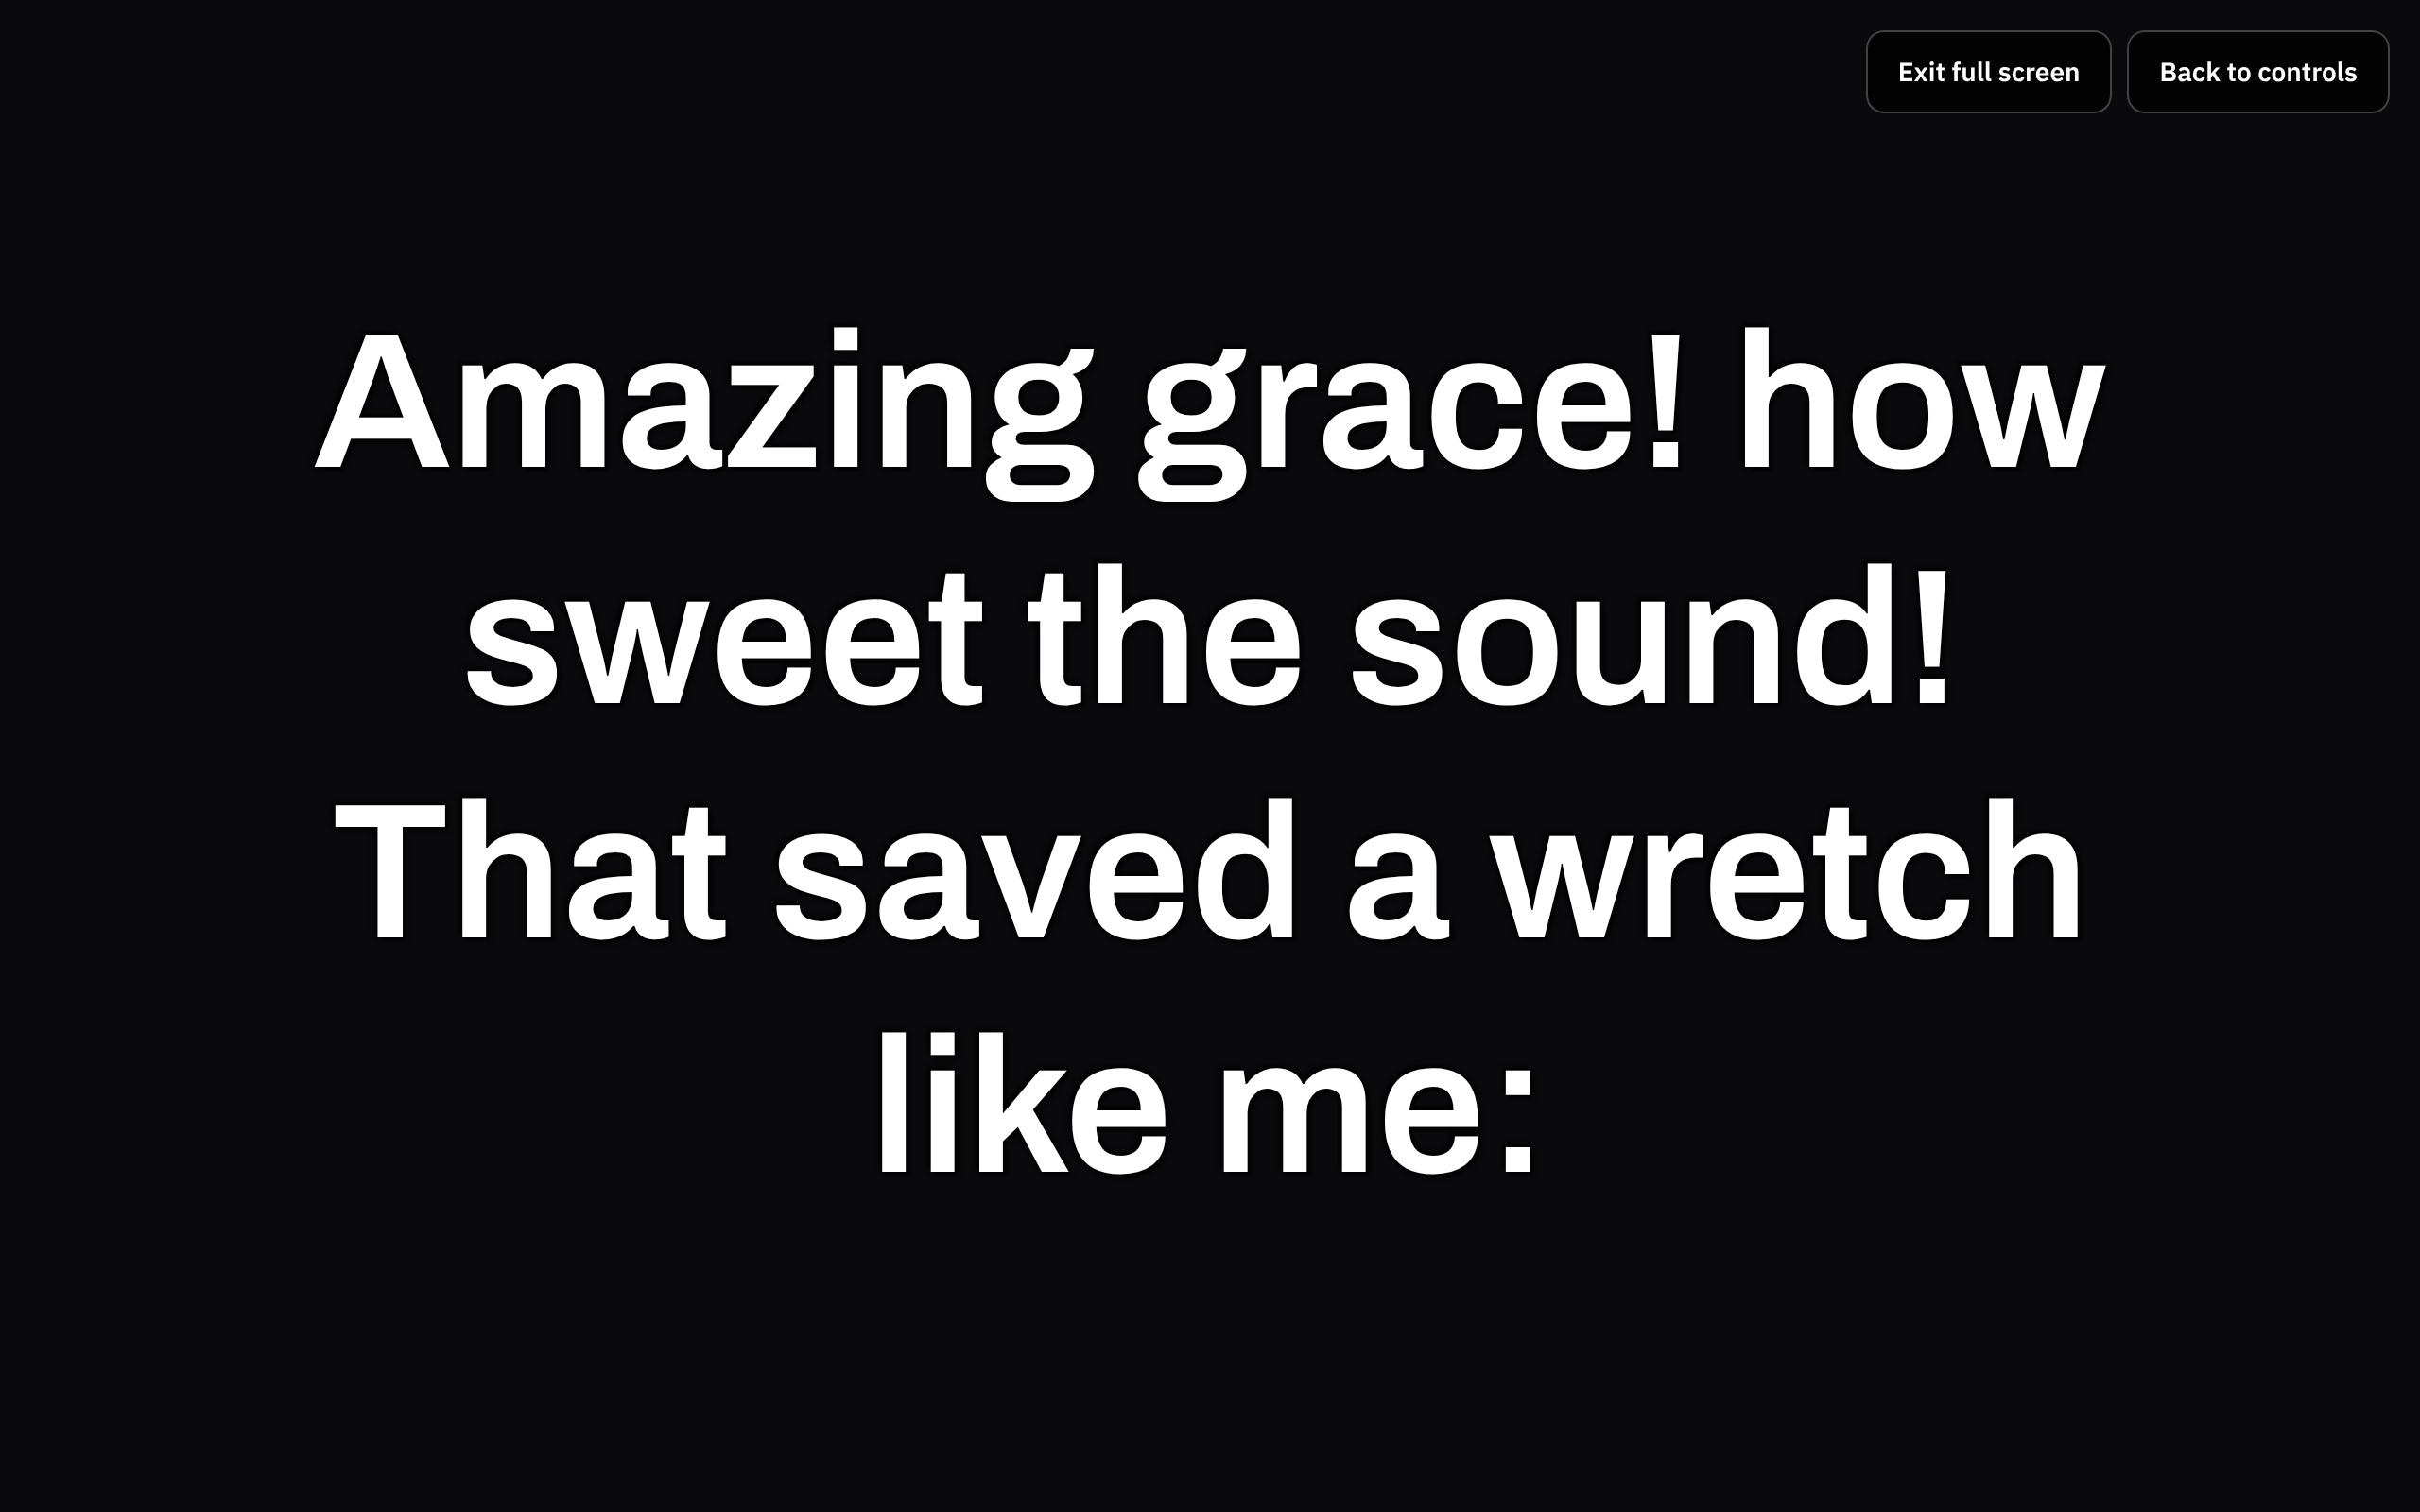 Exit full screen
Back to controls
Amazing grace! how
sweet the sound!
That saved a wretch
like me: